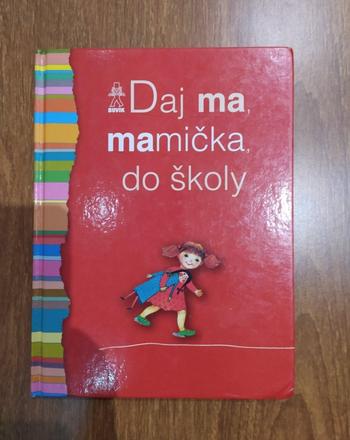 BUVIK
Daj ma,
mamička,
do školy